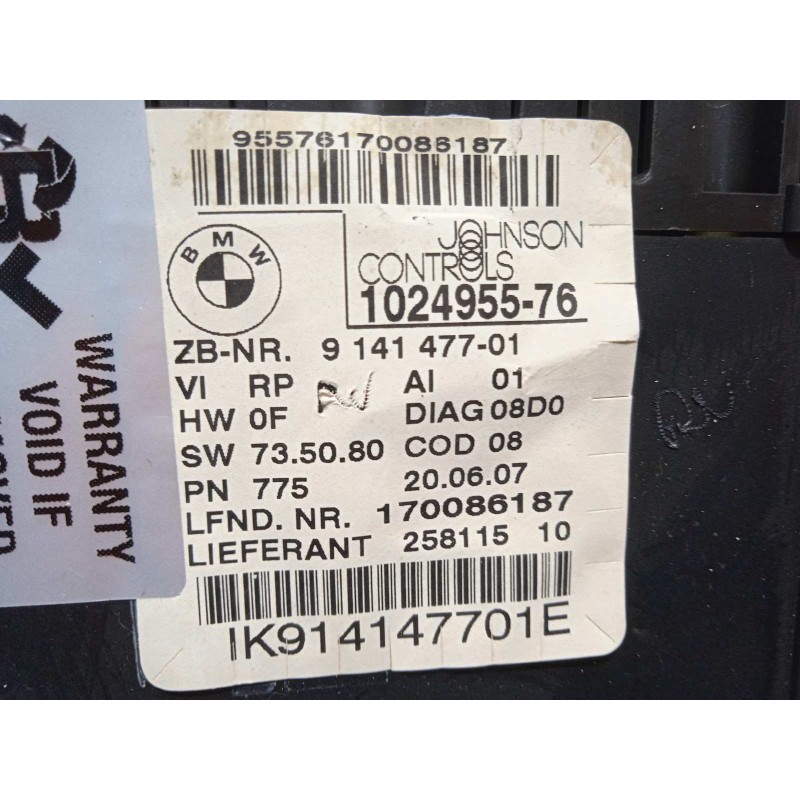 95576170086187
BMW
JOHNSON
CONTROLS
1024955-76
ZB-NR. 9 141 477-01
VI RP AI 01
HW 0F DIAG 08D0
SW 73.50.80 COD 08
PN 775 20.06.07
LFND. NR. 170086187
LIEFERANT 258115 10
IK914147701E
WARRANTY
VOID IF